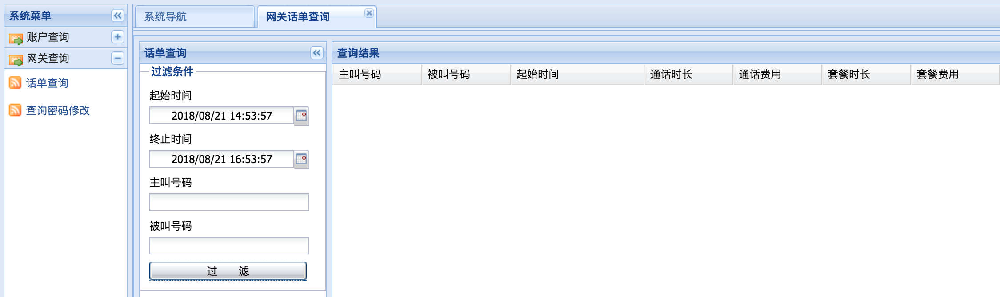 系统菜单
账户查询
网关查询
话单查询
查询密码修改
系统导航
网关话单查询
话单查询
过滤条件
起始时间
2018/08/21 14:53:57
终止时间
2018/08/21 16:53:57
主叫号码
被叫号码
过 滤
查询结果
主叫号码 被叫号码 起始时间 通话时长 通话费用 套餐时长 套餐费用